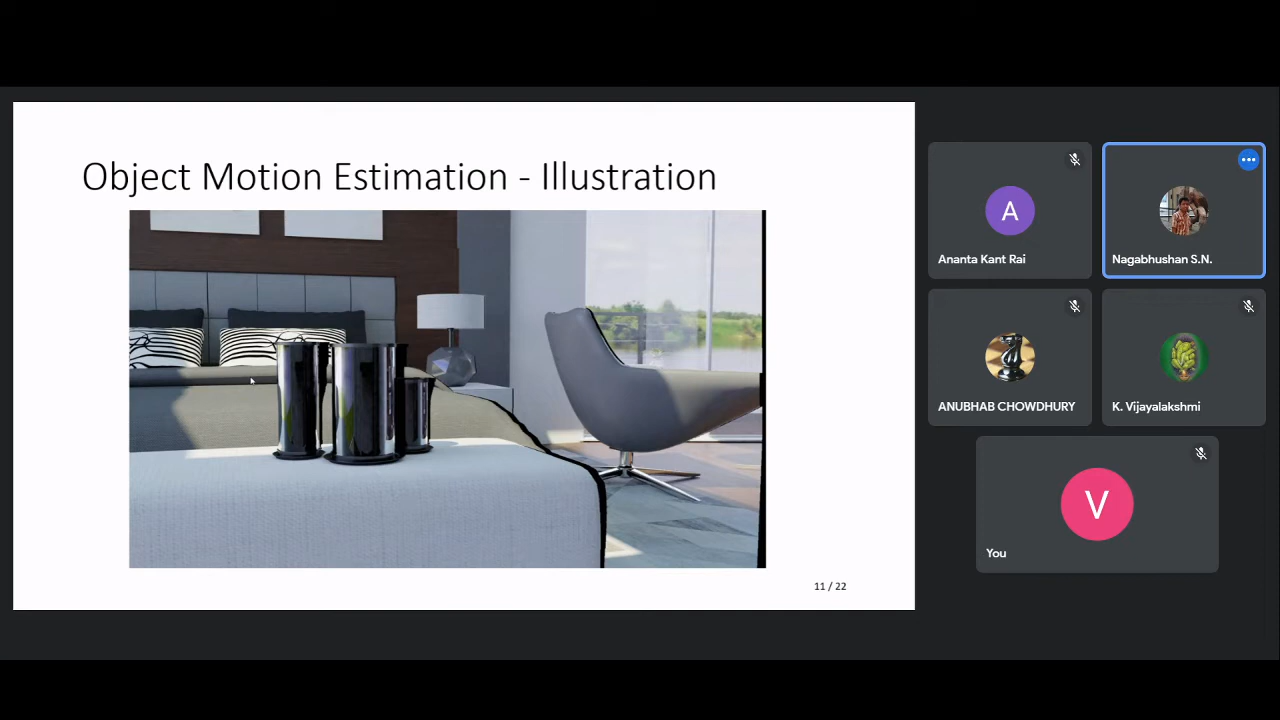 Object Motion Estimation - Illustration
11 / 22
A
Ananta Kant Rai
Nagabhushan S.N.
ANUBHAB CHOWDHURY
K. Vijayalakshmi
V
You